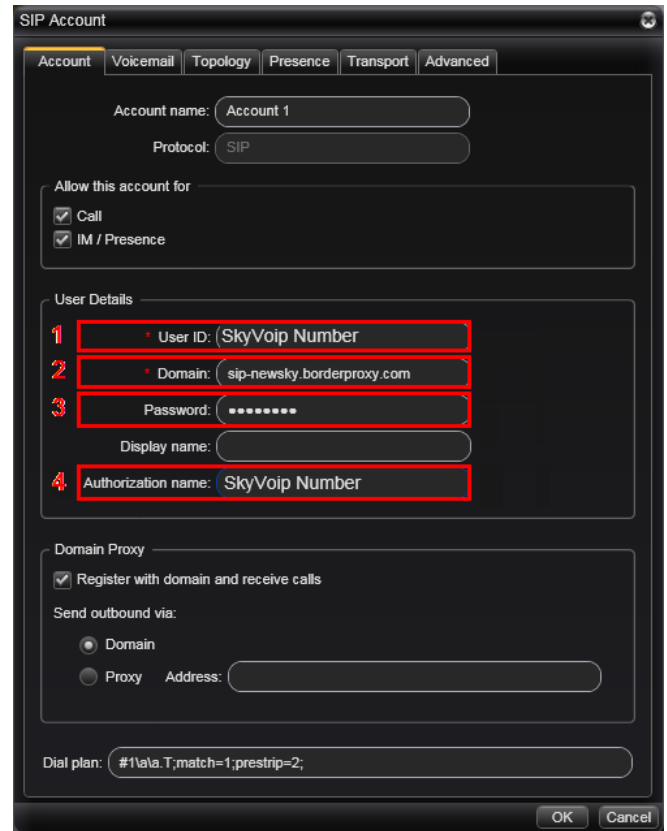 SIP Account
Account Voicemail Topology Presence Transport Advanced
Account name: Account 1
Protocol: SIP
Allow this account for
Call
IM / Presence
User Details
1 * User ID: SkyVoip Number
2 * Domain: sip-newsky.borderproxy.com
3 Password: ●●●●●●●●
Display name:
4 Authorization name: SkyVoip Number
Domain Proxy
Register with domain and receive calls
Send outbound via:
Domain
Proxy Address:
Dial plan: #1\a\a.T;match=1;prestrip=2;
OK Cancel